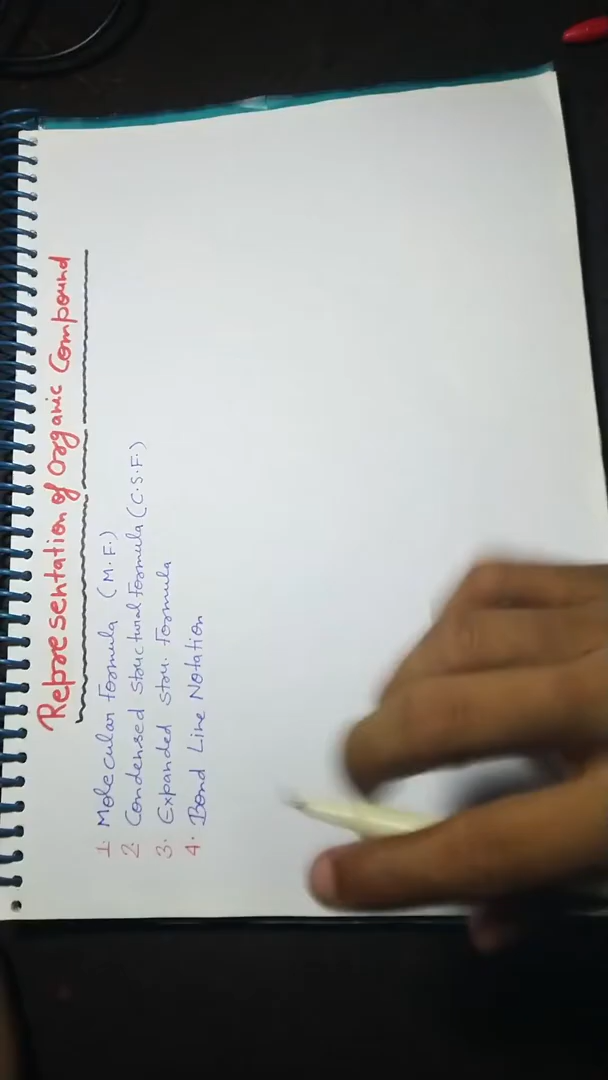 Representation of Organic Compound
1. Molecular Formula (M.F.)
2. Condensed Structural Formula (C.S.F.)
3. Expanded Stru. Formula
4. Bond Line Notation